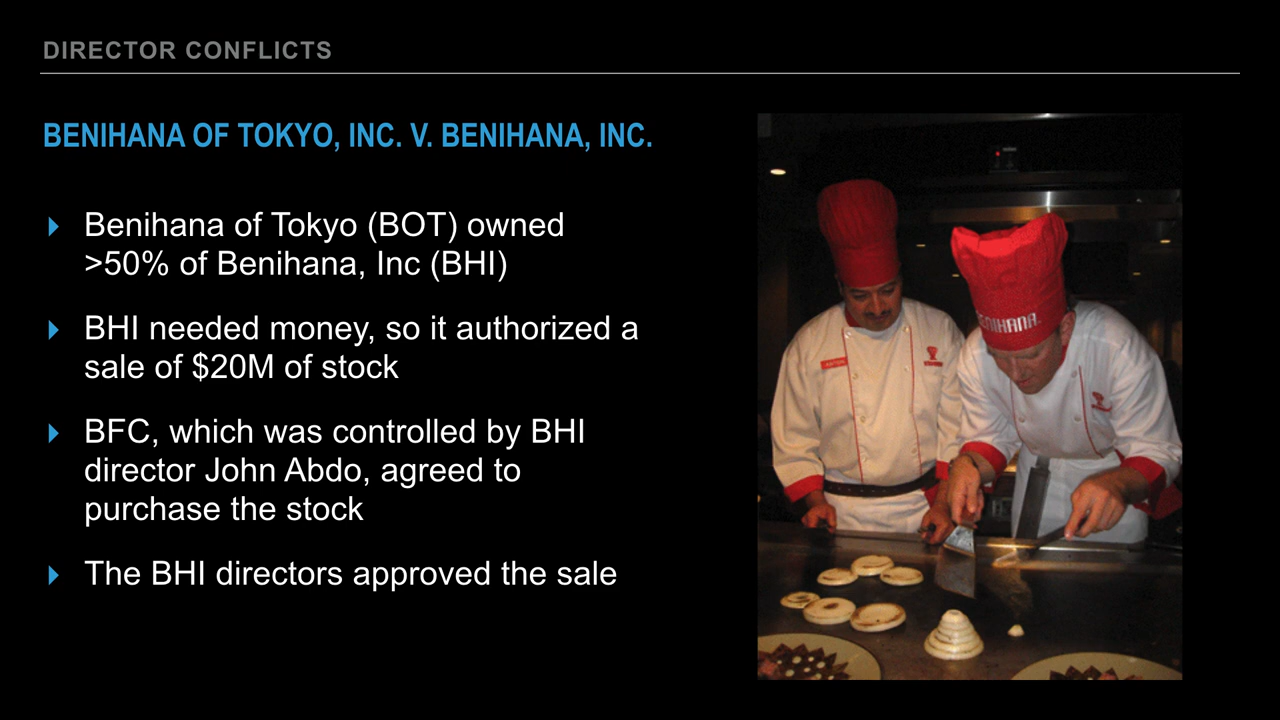 DIRECTOR CONFLICTS
BENIHANA OF TOKYO, INC. V. BENIHANA, INC.
Benihana of Tokyo (BOT) owned
>50% of Benihana, Inc (BHI)
BHI needed money, so it authorized a
sale of $20M of stock
BFC, which was controlled by BHI
director John Abdo, agreed to
purchase the stock
The BHI directors approved the sale
BENIHANA.